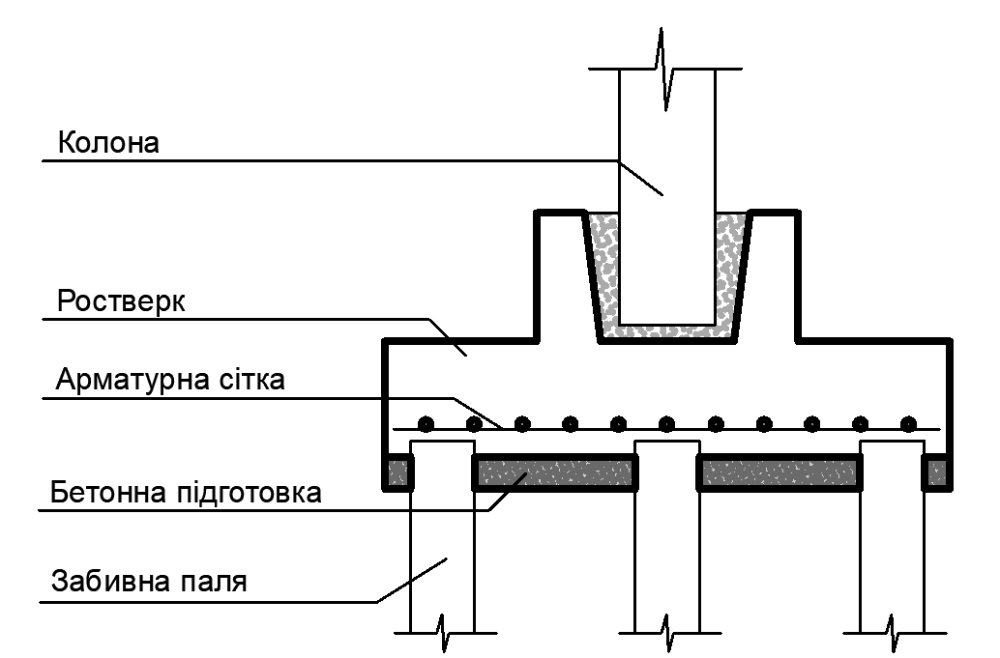 Колона
Ростверк
Арматурна сітка
Бетонна підготовка
Забивна паля